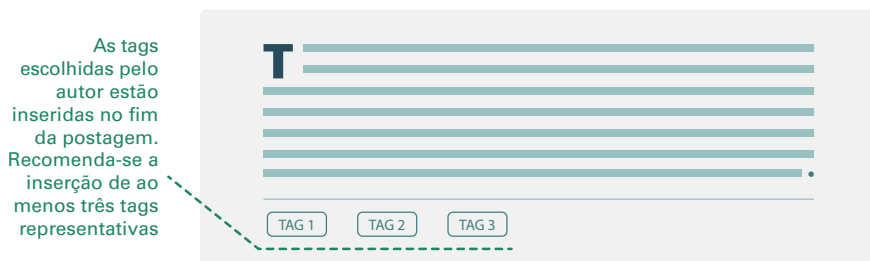 As tags
escolhidas pelo
autor estão
inseridas no fim
da postagem.
Recomenda-se a
inserção de ao
menos três tags
representativas
T
TAG 1 TAG 2 TAG 3